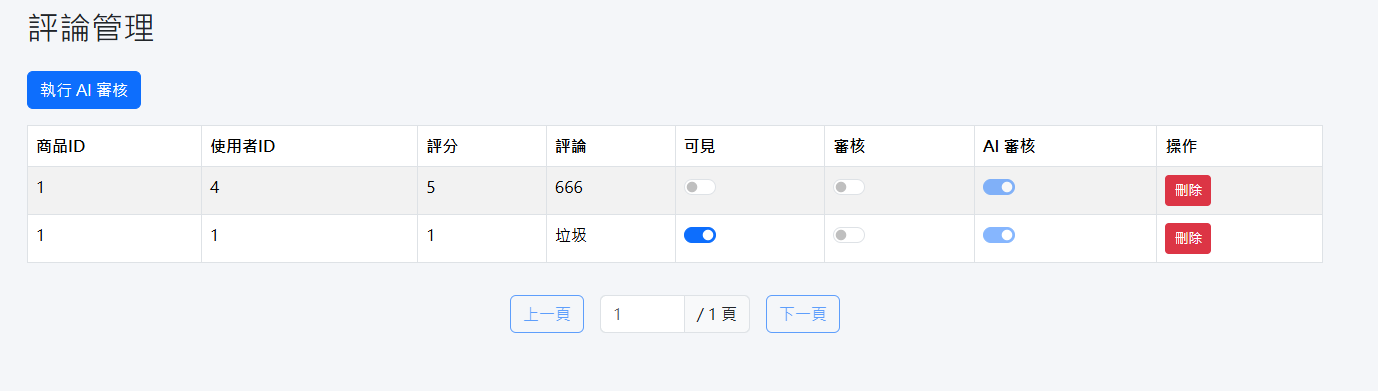 評論管理
執行 AI 審核
商品ID 使用者ID 評分 評論 可見 審核 AI 審核 操作
1 4 5 666 刪除
1 1 1 垃圾 刪除
上一頁 1 / 1 頁 下一頁